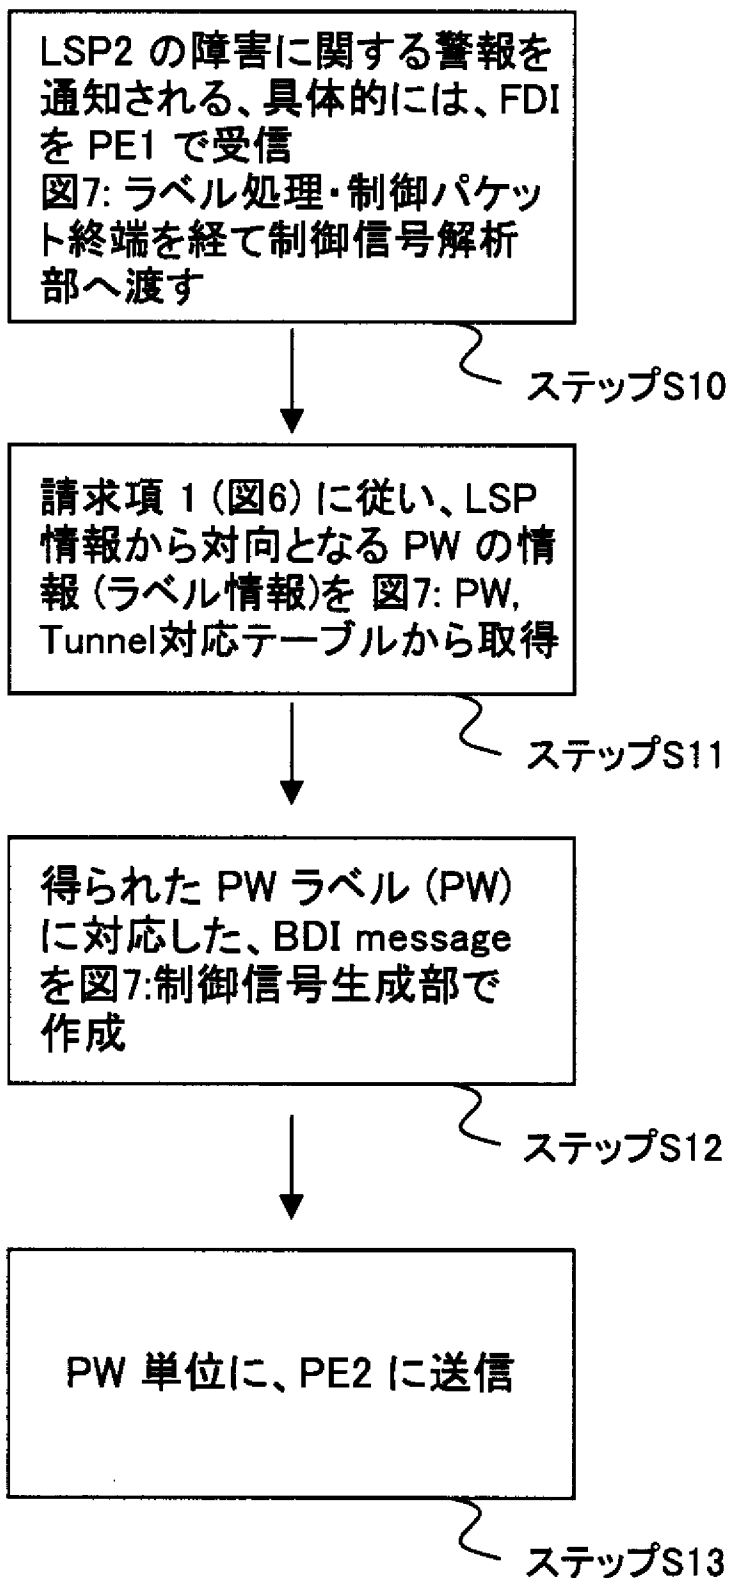 LSP2 の障害に関する警報を
通知される、具体的には、FDI
を PE1 で受信
図7: ラベル処理・制御パケッ
ト終端を経て制御信号解析
部へ渡す
ステップS10
請求項 1 (図6) に従い、LSP
情報から対向となる PW の情
報 (ラベル情報)を 図7: PW,
Tunnel対応テーブルから取得
ステップS11
得られた PW ラベル (PW)
に対応した、BDI message
を図7:制御信号生成部で
作成
ステップS12
PW 単位に、PE2 に送信
ステップS13